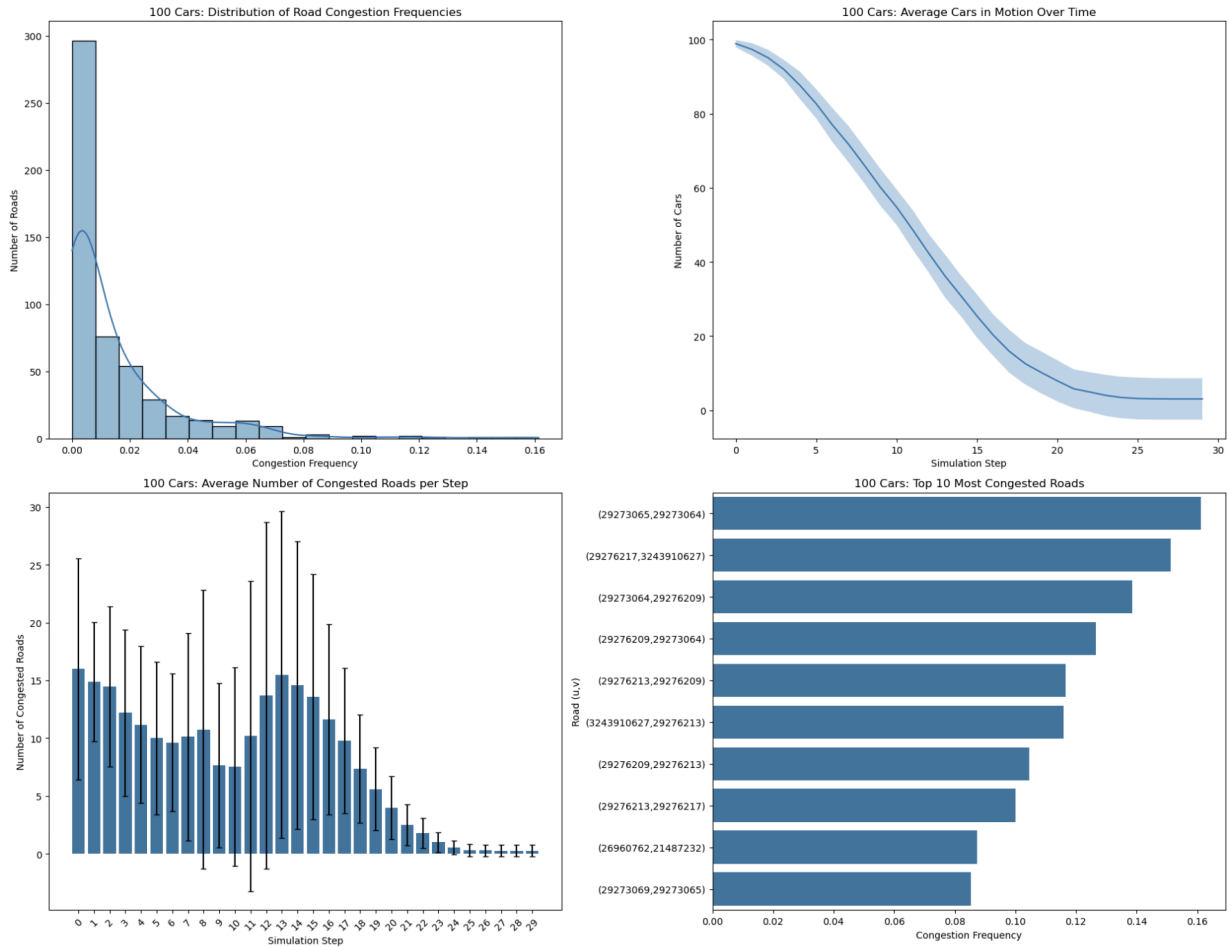 100 Cars: Distribution of Road Congestion Frequencies
Number of Roads
300
250
200
150
100
50
0
0.00 0.02 0.04 0.06 0.08 0.10 0.12 0.14 0.16
Congestion Frequency
100 Cars: Average Cars in Motion Over Time
Number of Cars
100
80
60
40
20
0
0 5 10 15 20 25 30
Simulation Step
100 Cars: Average Number of Congested Roads per Step
Number of Congested Roads
30
25
20
15
10
5
0
0 1 2 3 4 5 6 7 8 9 10 11 12 13 14 15 16 17 18 19 20 21 22 23 24 25 26 27 28 29
Simulation Step
100 Cars: Top 10 Most Congested Roads
Road (u,v)
(29273065,29273064)
(29276217,3243910627)
(29273064,29276209)
(29276209,29273064)
(29276213,29276209)
(3243910627,29276213)
(29276209,29276213)
(29276213,29276217)
(26960762,21487232)
(29273069,29273065)
0.00 0.02 0.04 0.06 0.08 0.10 0.12 0.14 0.16
Congestion Frequency